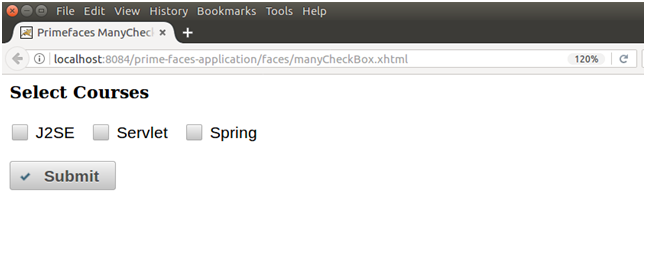 File Edit View History Bookmarks Tools Help
Primefaces ManyChec
localhost:8084/prime-faces-application/faces/manyCheckBox.xhtml 120%
Select Courses
J2SE Servlet Spring
Submit